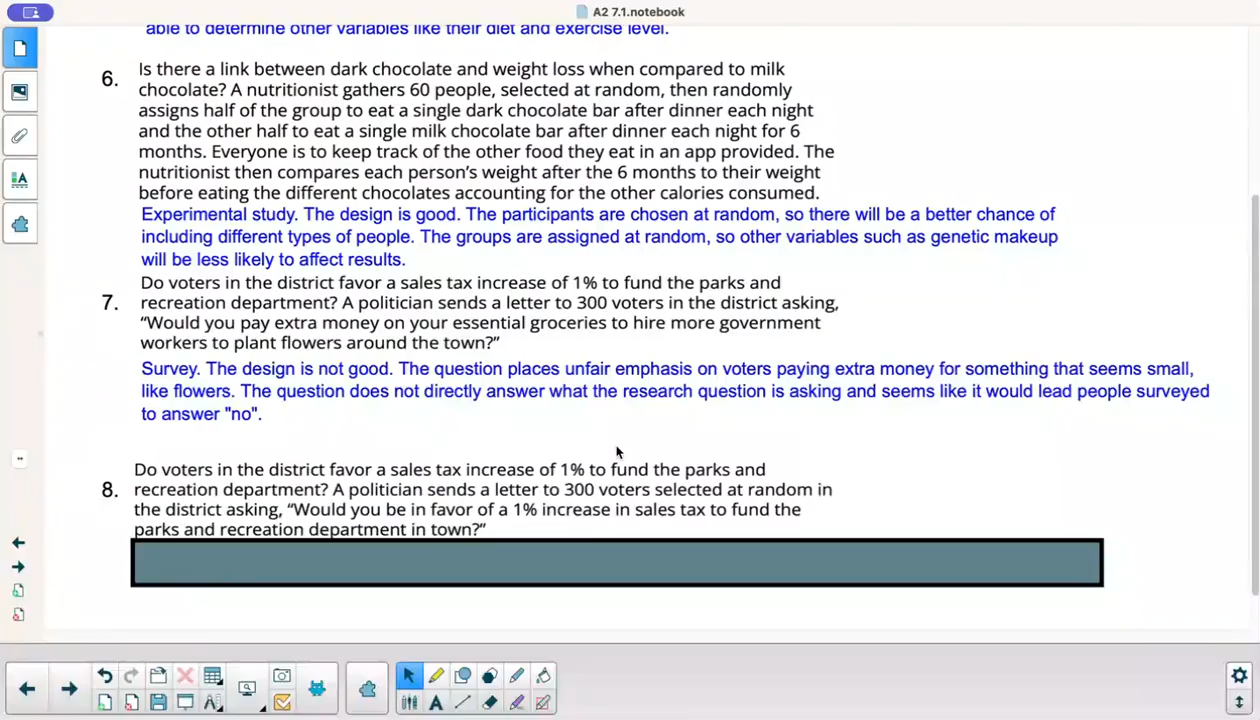 A2 7.1.notebook
able to determine other variables like their diet and exercise level.
6. Is there a link between dark chocolate and weight loss when compared to milk
chocolate? A nutritionist gathers 60 people, selected at random, then randomly
assigns half of the group to eat a single dark chocolate bar after dinner each night
and the other half to eat a single milk chocolate bar after dinner each night for 6
months. Everyone is to keep track of the other food they eat in an app provided. The
nutritionist then compares each person’s weight after the 6 months to their weight
before eating the different chocolates accounting for the other calories consumed.
Experimental study. The design is good. The participants are chosen at random, so there will be a better chance of
including different types of people. The groups are assigned at random, so other variables such as genetic makeup
will be less likely to affect results.
Do voters in the district favor a sales tax increase of 1% to fund the parks and
7. recreation department? A politician sends a letter to 300 voters in the district asking,
“Would you pay extra money on your essential groceries to hire more government
workers to plant flowers around the town?”
Survey. The design is not good. The question places unfair emphasis on voters paying extra money for something that seems small,
like flowers. The question does not directly answer what the research question is asking and seems like it would lead people surveyed
to answer "no".
Do voters in the district favor a sales tax increase of 1% to fund the parks and
8. recreation department? A politician sends a letter to 300 voters selected at random in
the district asking, “Would you be in favor of a 1% increase in sales tax to fund the
parks and recreation department in town?”